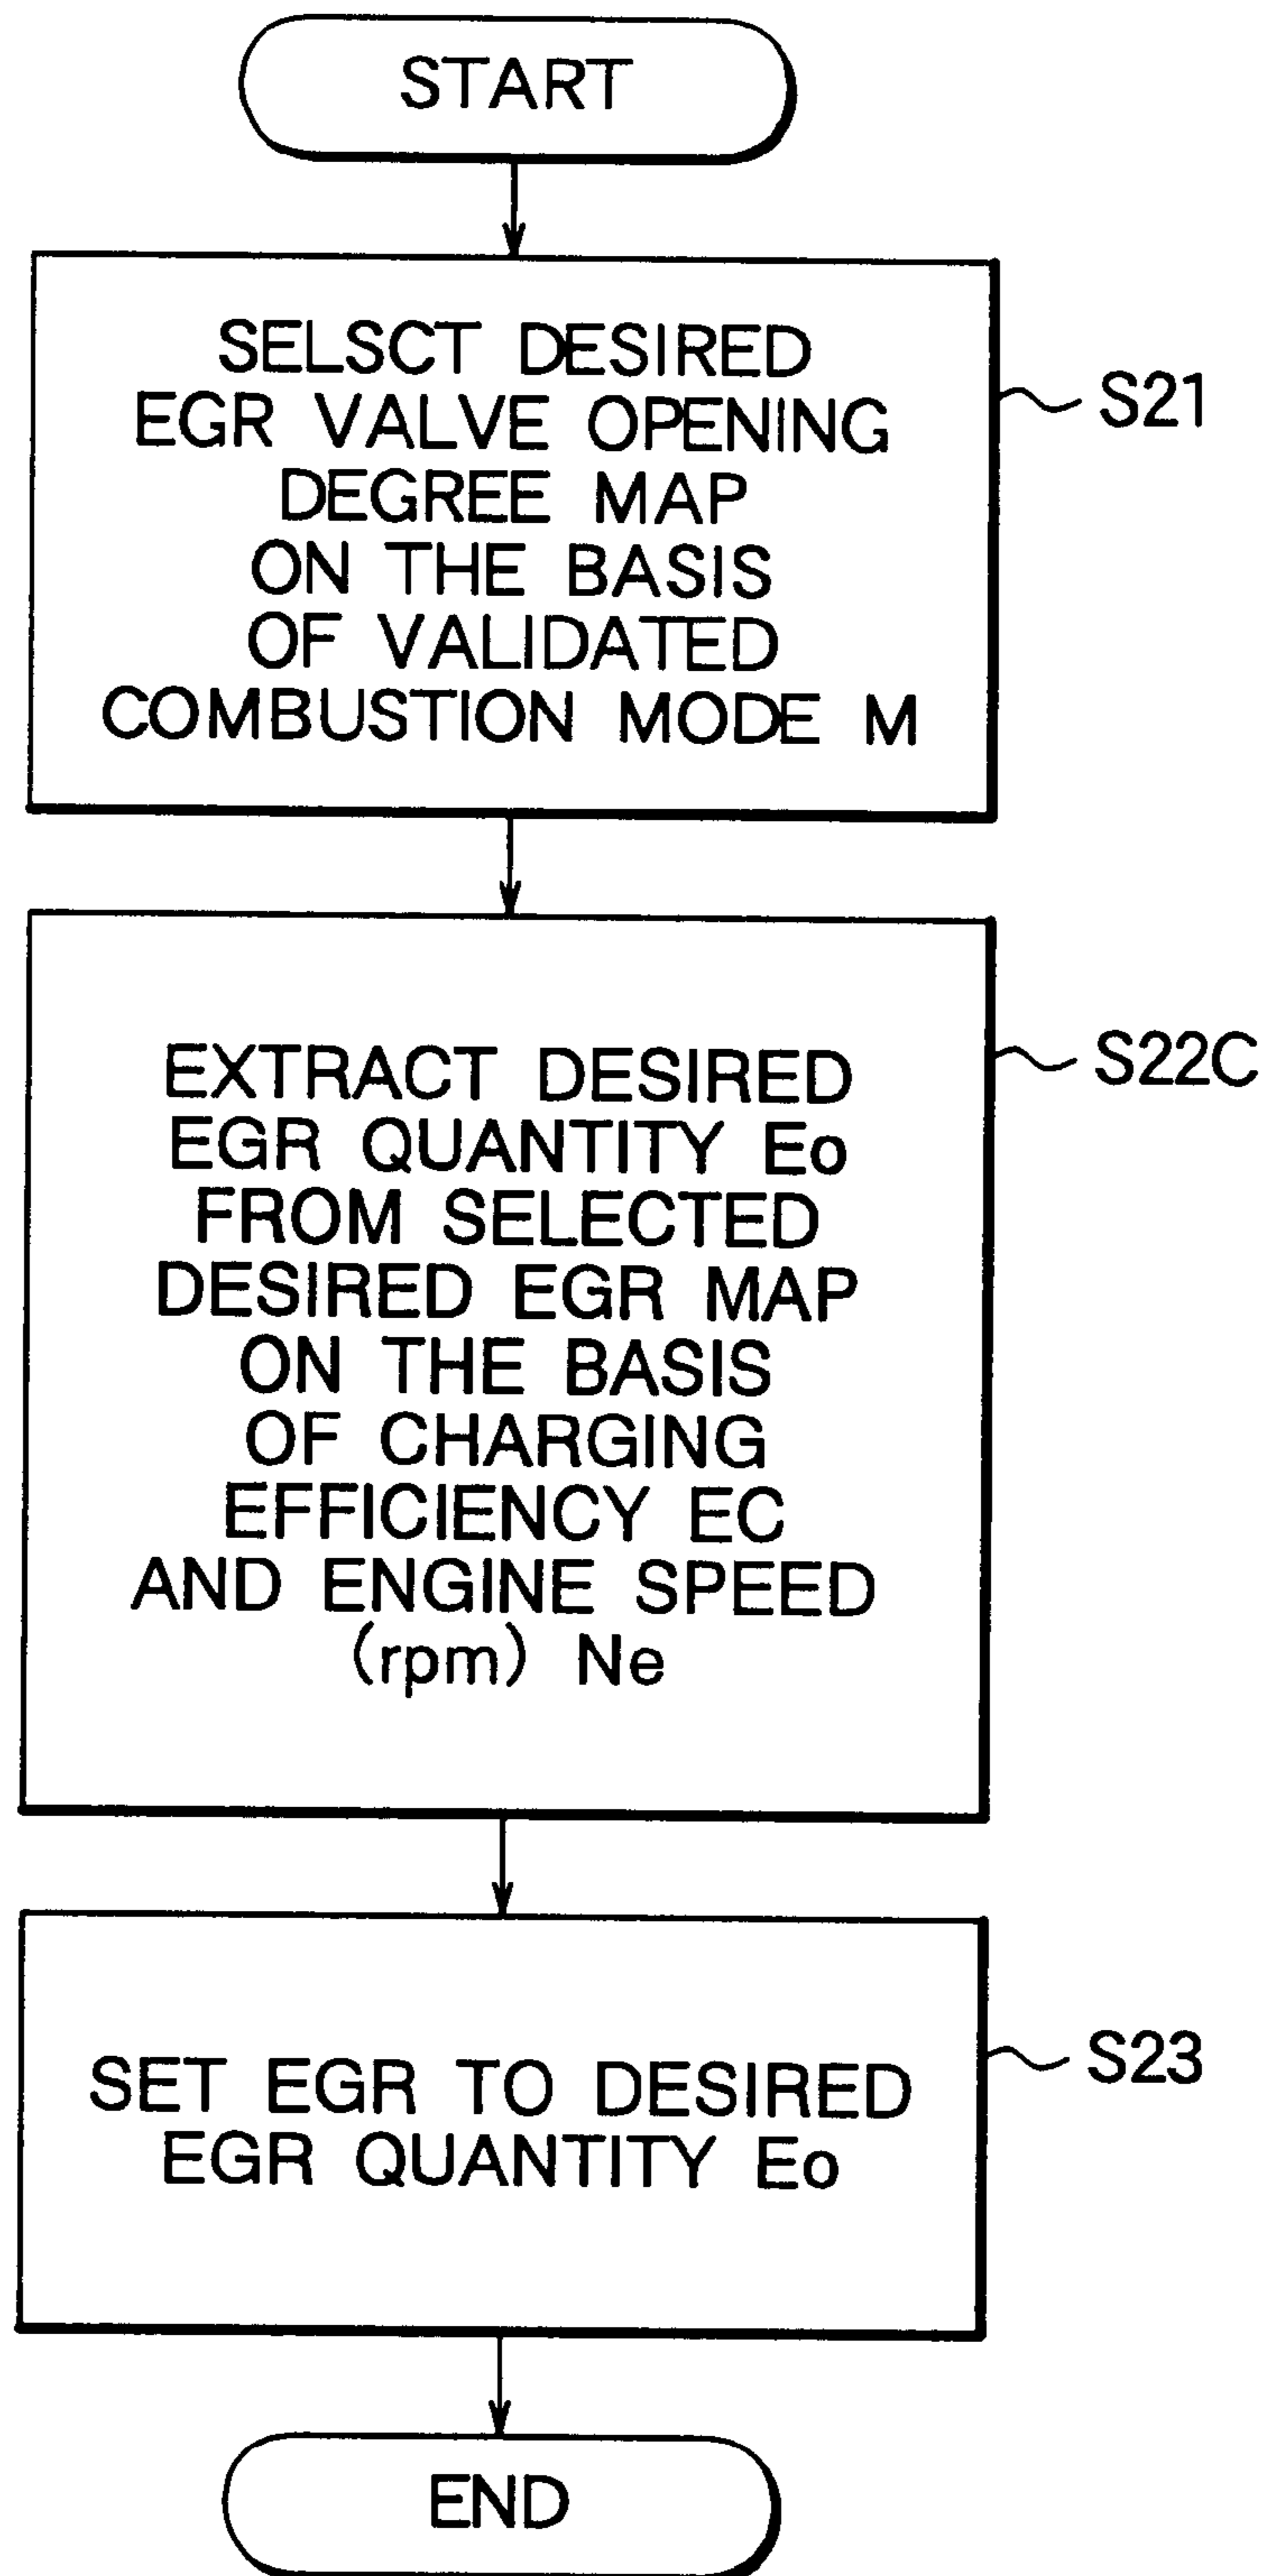 START
SELSCT DESIRED
EGR VALVE OPENING
DEGREE MAP
ON THE BASIS
OF VALIDATED
COMBUSTION MODE M
S21
EXTRACT DESIRED
EGR QUANTITY Eo
FROM SELECTED
DESIRED EGR MAP
ON THE BASIS
OF CHARGING
EFFICIENCY EC
AND ENGINE SPEED
(rpm) Ne
S22C
SET EGR TO DESIRED
EGR QUANTITY Eo
S23
END